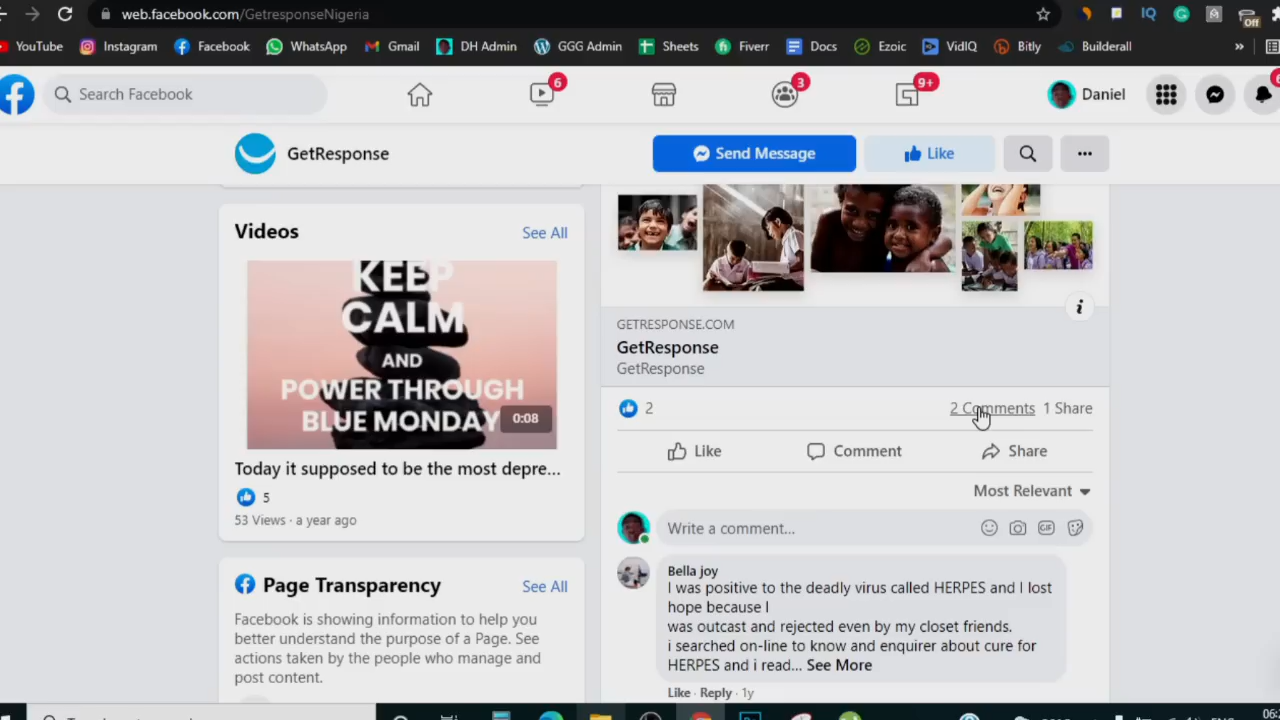 web.facebook.com/GetresponseNigeria
Off
YouTube Instagram Facebook WhatsApp Gmail DH Admin GGG Admin Sheets Fiverr Docs Ezoic VidIQ Bitly Builderall »
Search Facebook
6
3
9+
Daniel
GetResponse
Send Message
Like
Videos
See All
KEEP
CALM
AND
POWER THROUGH
BLUE MONDAY
0:08
Today it supposed to be the most depre...
5
53 Views · a year ago
Page Transparency
See All
Facebook is showing information to help you
better understand the purpose of a Page. See
actions taken by the people who manage and
post content.
GETRESPONSE.COM
GetResponse
GetResponse
2
2 Comments 1 Share
Like Comment Share
Most Relevant
Write a comment...
GIF
Bella joy
I was positive to the deadly virus called HERPES and I lost
hope because I
was outcast and rejected even by my closet friends.
i searched on-line to know and enquirer about cure for
HERPES and i read... See More
Like · Reply · 1y